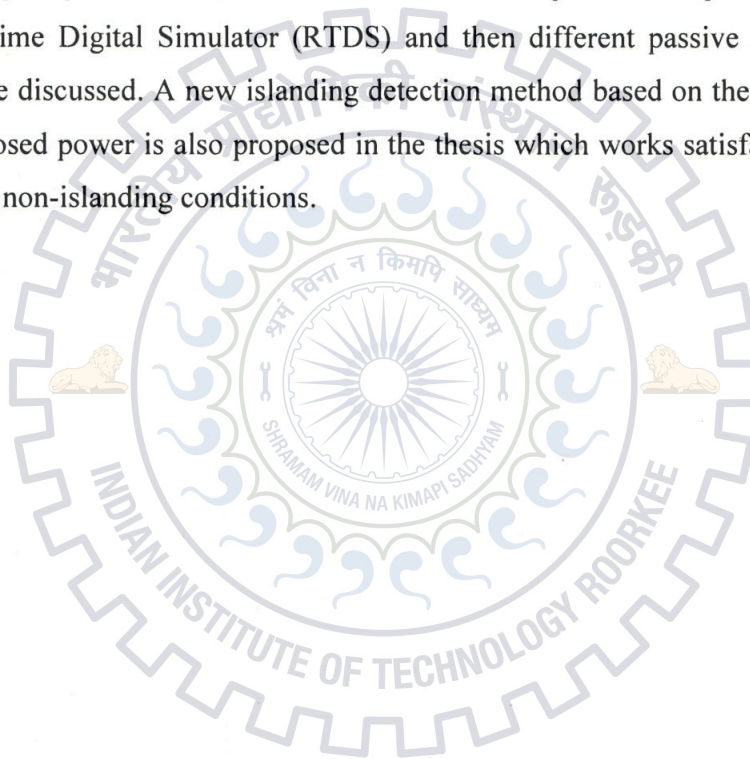 ime Digital Simulator (RTDS) and then different passive
e discussed. A new islanding detection method based on the
osed power is also proposed in the thesis which works satisfa
non-islanding conditions.
भारतीय प्रौद्योगिकी संस्थान रुड़की
श्रमं विना न किमपि साध्यम
SHRAMAM VINA NA KIMAPI SADHYAM
INDIAN INSTITUTE OF TECHNOLOGY ROORKEE